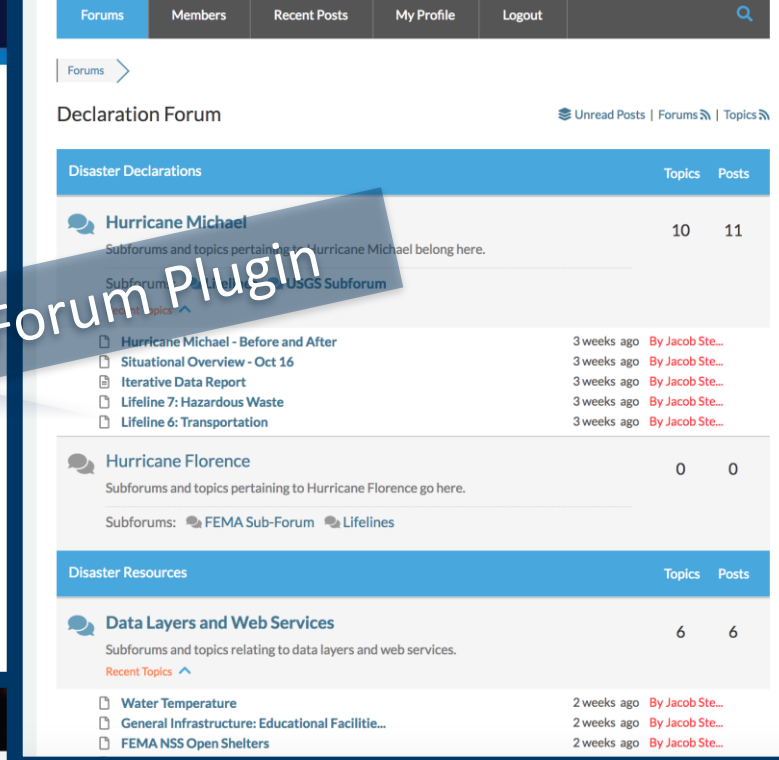 Forums Members Recent Posts My Profile Logout
Forums
Declaration Forum Unread Posts | Forums | Topics
Disaster Declarations Topics Posts
Hurricane Michael 10 11
Subforums and topics pertaining to Hurricane Michael belong here.
Subforums: Lifelines USGS Subforum
Recent Topics
Forum Plugin
Hurricane Michael - Before and After 3 weeks ago By Jacob Ste...
Situational Overview - Oct 16 3 weeks ago By Jacob Ste...
Iterative Data Report 3 weeks ago By Jacob Ste...
Lifeline 7: Hazardous Waste 3 weeks ago By Jacob Ste...
Lifeline 6: Transportation 3 weeks ago By Jacob Ste...
Hurricane Florence 0 0
Subforums and topics pertaining to Hurricane Florence go here.
Subforums: FEMA Sub-Forum Lifelines
Disaster Resources Topics Posts
Data Layers and Web Services 6 6
Subforums and topics relating to data layers and web services.
Recent Topics
Water Temperature 2 weeks ago By Jacob Ste...
General Infrastructure: Educational Facilitie... 2 weeks ago By Jacob Ste...
FEMA NSS Open Shelters 2 weeks ago By Jacob Ste...